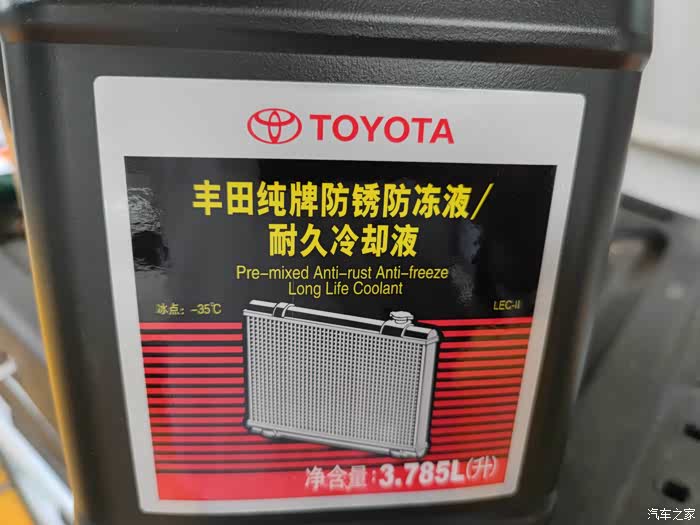 TOYOTA
丰田纯牌防锈防冻液/
耐久冷却液
Pre-mixed Anti-rust Anti-freeze
Long Life Coolant
冰点：-35℃
LEC-II
净含量：3.785L(升)
汽车之家